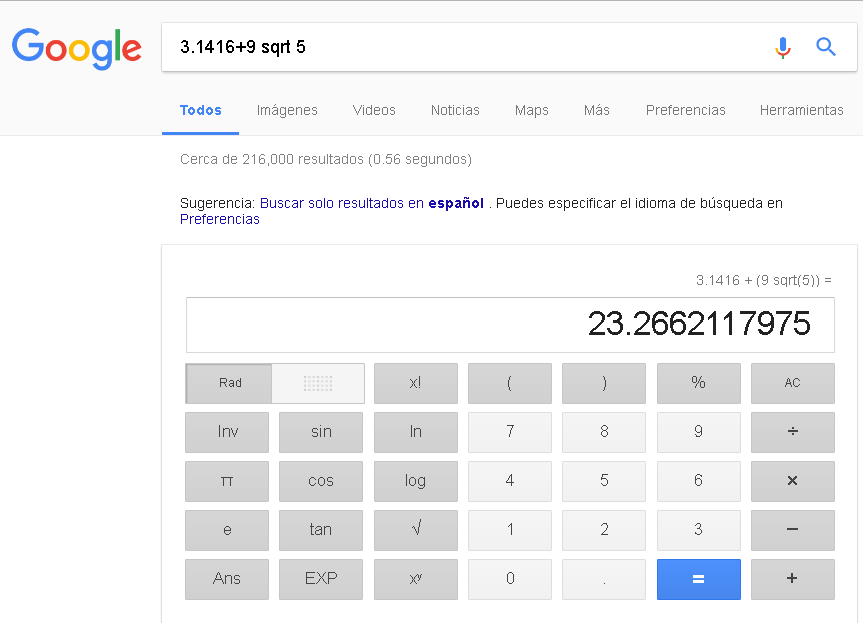 Google 3.1416+9 sqrt 5
Todos Imágenes Videos Noticias Maps Más Preferencias Herramientas
Cerca de 216,000 resultados (0.56 segundos)
Sugerencia: Buscar solo resultados en español . Puedes especificar el idioma de búsqueda en
Preferencias
3.1416 + (9 sqrt(5)) =
23.2662117975
Rad x! ( ) % AC
Inv sin ln 7 8 9 ÷
π cos log 4 5 6 ×
e tan √ 1 2 3 −
Ans EXP xʸ 0 . = +